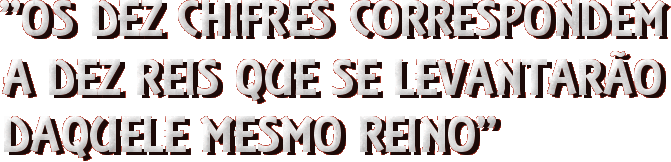 "OS DEZ CHIFRES CORRESPONDEM
A DEZ REIS QUE SE LEVANTARÃO
DAQUELE MESMO REINO"